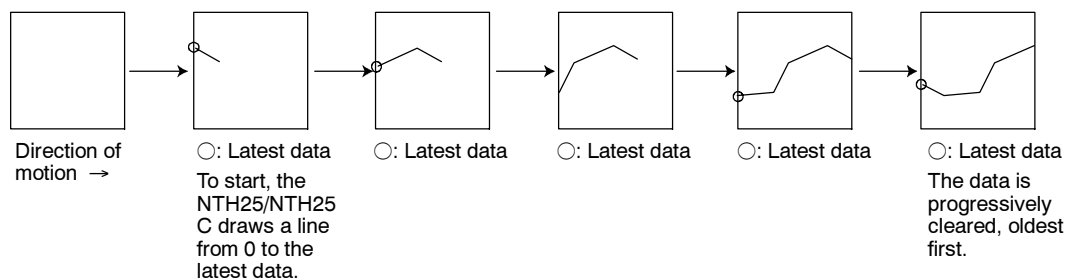 Direction of
motion →
○: Latest data
To start, the
NTH25/NTH25
C draws a line
from 0 to the
latest data.
○: Latest data
○: Latest data
○: Latest data
○: Latest data
The data is
progressively
cleared, oldest
first.